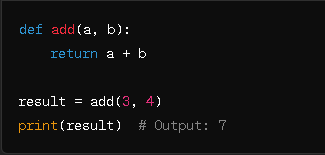 def add(a, b):
    return a + b

result = add(3, 4)
print(result)  # Output: 7